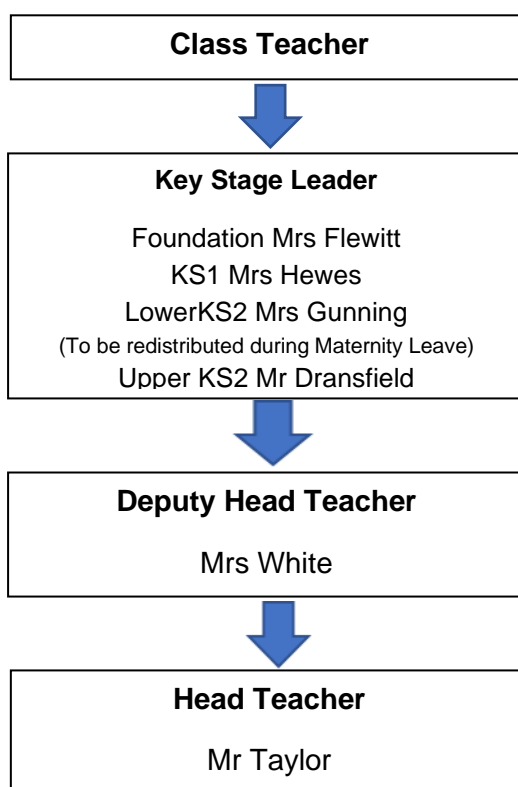 Class Teacher
Key Stage Leader
Foundation Mrs Flewitt
KS1 Mrs Hewes
LowerKS2 Mrs Gunning
(To be redistributed during Maternity Leave)
Upper KS2 Mr Dransfield
Deputy Head Teacher
Mrs White
Head Teacher
Mr Taylor